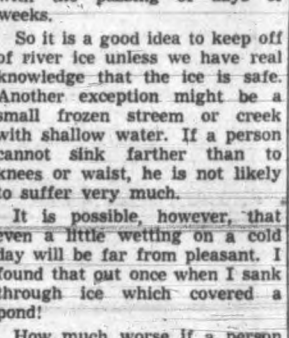 weeks.
So it is a good idea to keep off
of river ice unless we have real
knowledge that the ice is safe.
Another exception might be a
small frozen streem or creek
with shallow water. If a person
cannot sink farther than to
knees or waist, he is not likely
to suffer very much.
It is possible, however, that
even a little wetting on a cold
day will be far from pleasant. I
found that out once when I sank
through ice which covered a
pond!
How much worse if a person